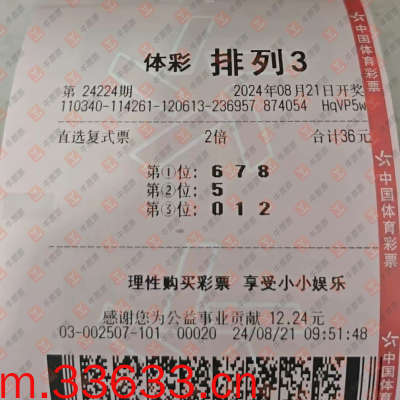 体彩 排列3
第 24224期 2024年08月21日开奖
110340-114261-120613-236957 874054 HqVP5w
直选复式票 2倍 合计36元
第①位: 6 7 8
第②位: 5
第③位: 0 1 2
理性购买彩票 享受小小娱乐
感谢您为公益事业贡献 12.24元
03-002507-101 00020 24/08/21 09:51:48
m.33633.cn
中国体育彩票
中国体育彩票